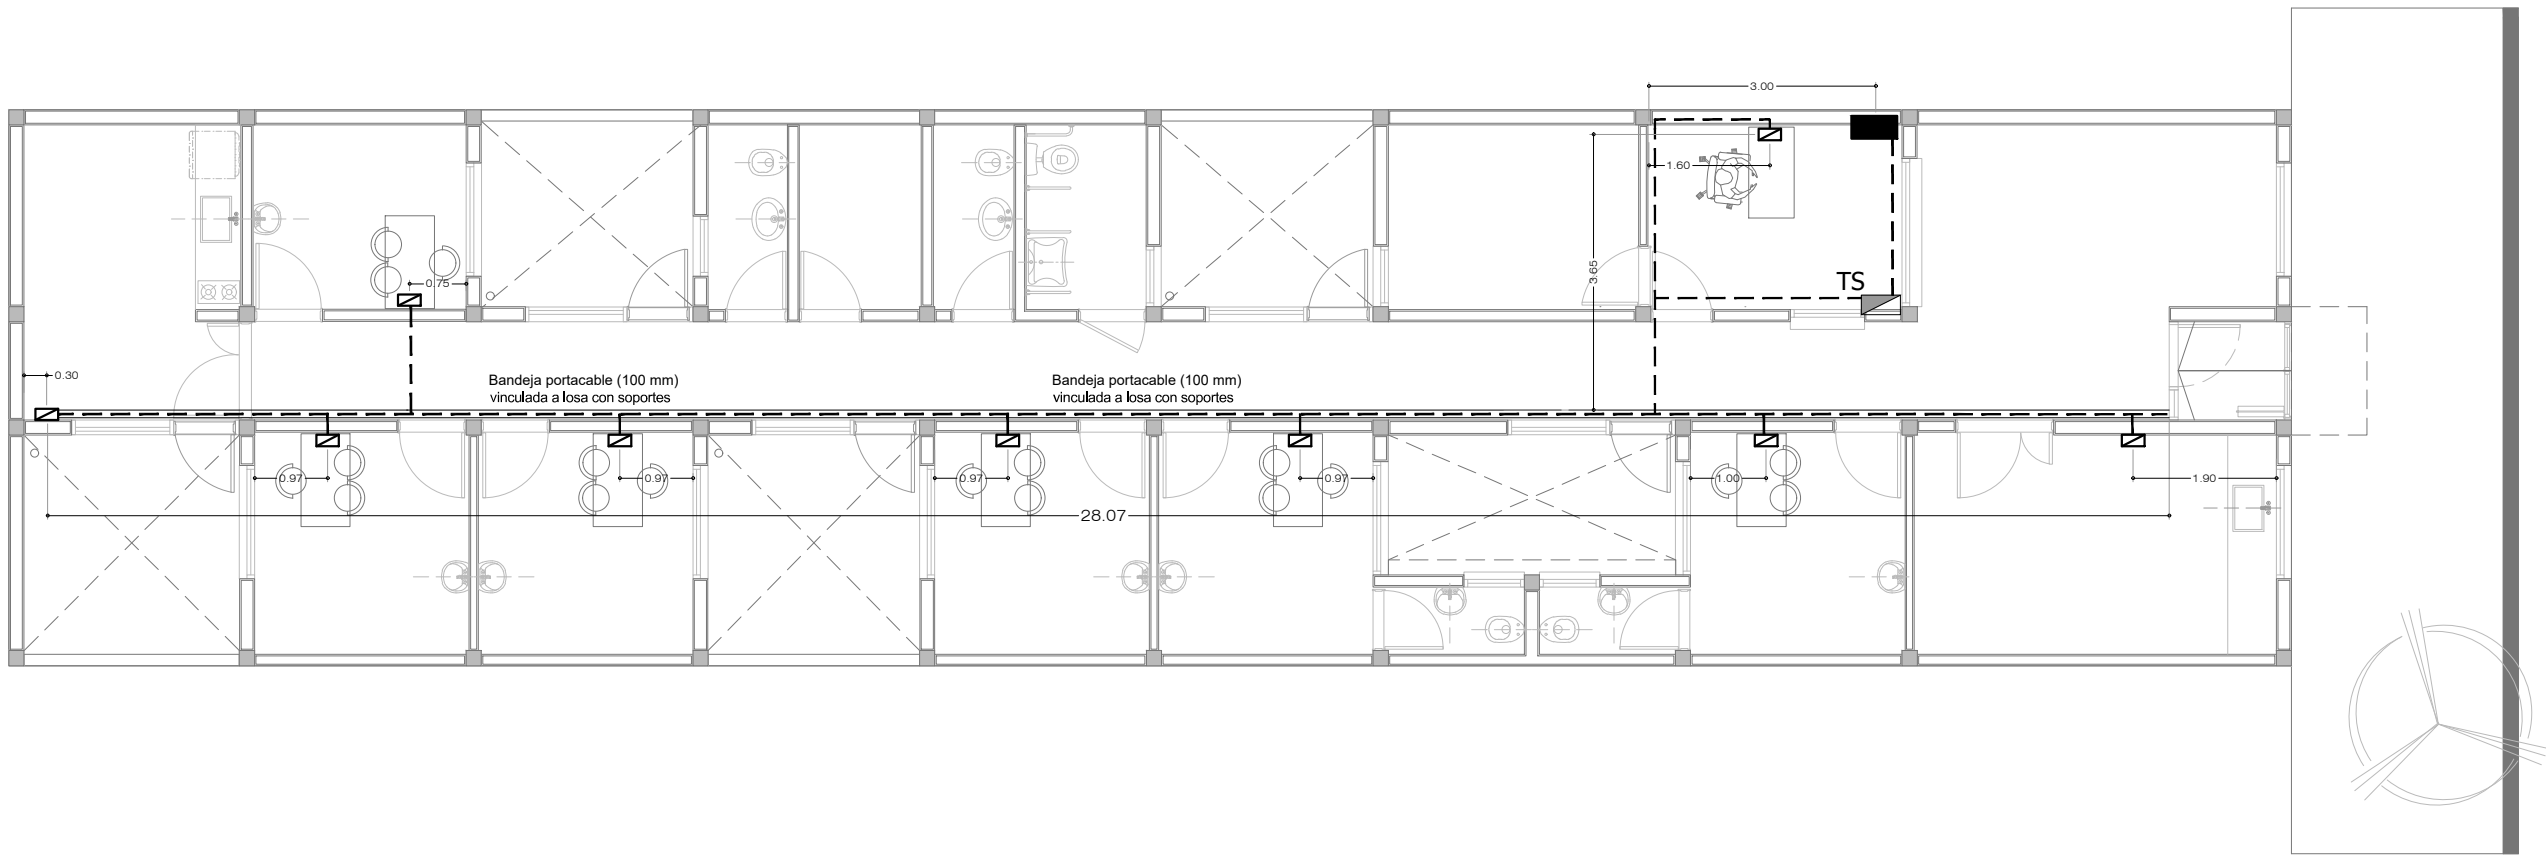 3.00
1.60
3.65
TS
0.75
0.30
Bandeja portacable (100 mm)
vinculada a losa con soportes
Bandeja portacable (100 mm)
vinculada a losa con soportes
0.97
0.97
0.97
0.97
1.00
1.90
28.07